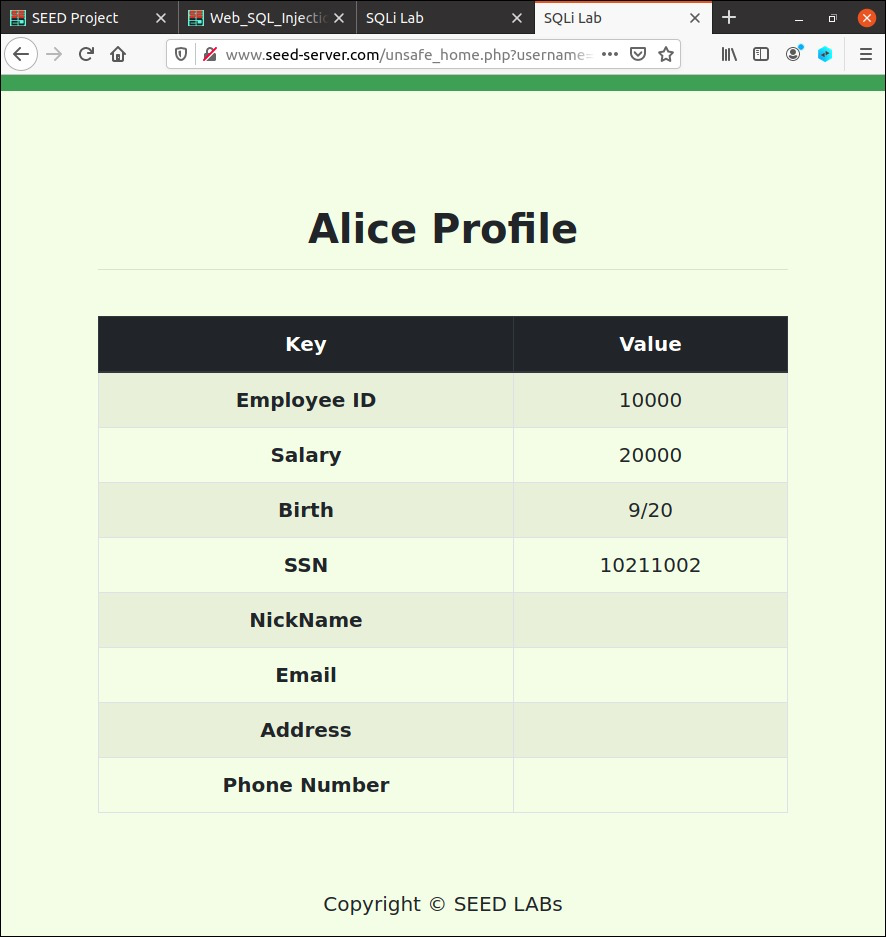 SEED Project
Web_SQL_Injectic
SQLi Lab
SQLi Lab
www.seed-server.com/unsafe_home.php?username=
Alice Profile
Key Value
Employee ID 10000
Salary 20000
Birth 9/20
SSN 10211002
NickName
Email
Address
Phone Number
Copyright © SEED LABs